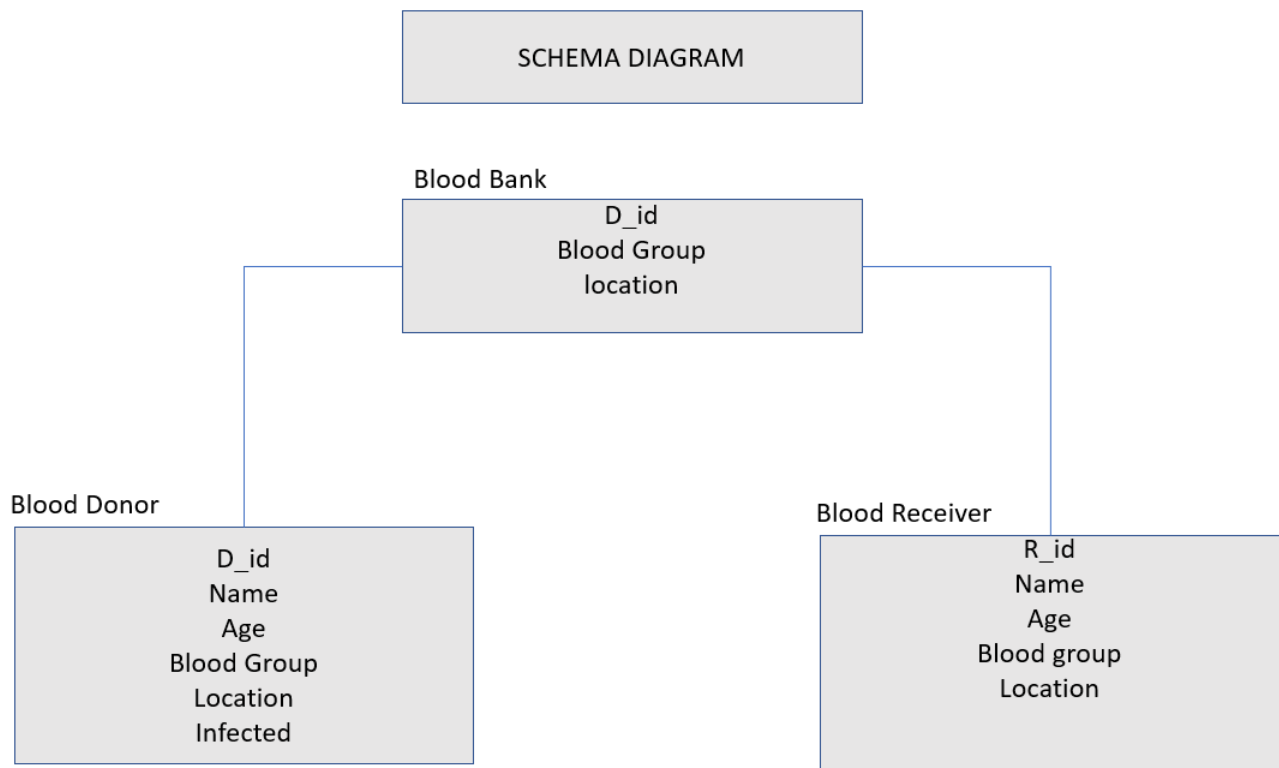 SCHEMA DIAGRAM
Blood Bank
D_id
Blood Group
location
Blood Donor
D_id
Name
Age
Blood Group
Location
Infected
Blood Receiver
R_id
Name
Age
Blood group
Location